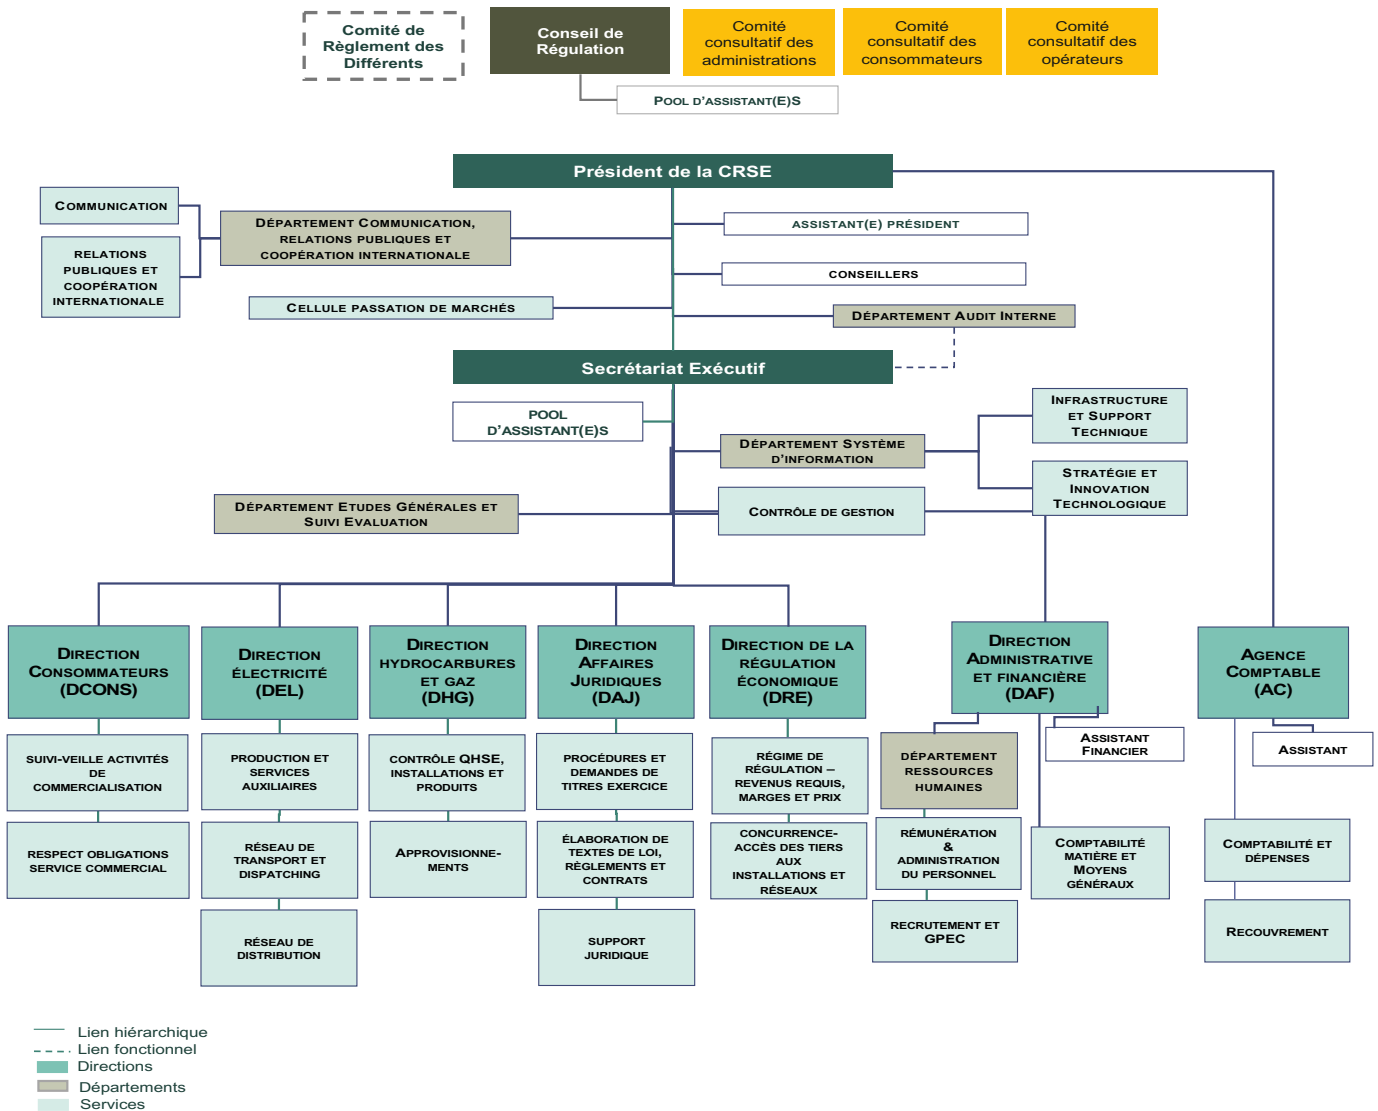 Comité de
Règlement des
Différents
Conseil de
Régulation
Comité
consultatif des
administrations
Comité
consultatif des
consommateurs
Comité
consultatif des
opérateurs
Pool d'assistant(e)s
Président de la CRSE
Communication
relations
publiques et
coopération
internationale
Département Communication,
relations publiques et
coopération internationale
assistant(e) président
conseillers
Cellule passation de marchés
Département Audit Interne
Secrétariat Exécutif
pool
d'assistant(e)s
Département Système
d'information
Infrastructure
et Support
Technique
Stratégie et
Innovation
Technologique
Département Etudes Générales et
Suivi Evaluation
Contrôle de gestion
Direction
Consommateurs
(DCONS)
Direction
électricité
(DEL)
Direction
hydrocarbures
et gaz
(DHG)
Direction
Affaires
Juridiques
(DAJ)
Direction de la
régulation
économique
(DRE)
Direction
Administrative
et financière
(DAF)
Agence
Comptable
(AC)
suivi-veille activités
de
commercialisation
production et
services
auxiliaires
contrôle QHSE,
installations et
produits
procédures et
demandes de
titres exercice
régime de
régulation –
revenus requis,
marges et prix
département
ressources
humaines
Assistant
Financier
Assistant
respect obligations
service commercial
réseau de
transport et
dispatching
Approvisionne-
ments
élaboration de
textes de loi,
règlements et
contrats
concurrence-
accès des tiers
aux
installations et
réseaux
rémunération
&
administration
du personnel
Comptabilité
matière et
Moyens
généraux
Comptabilité et
dépenses
réseau de
distribution
support
juridique
recrutement et
GPEC
Recouvrement
Lien hiérarchique
Lien fonctionnel
Directions
Départements
Services